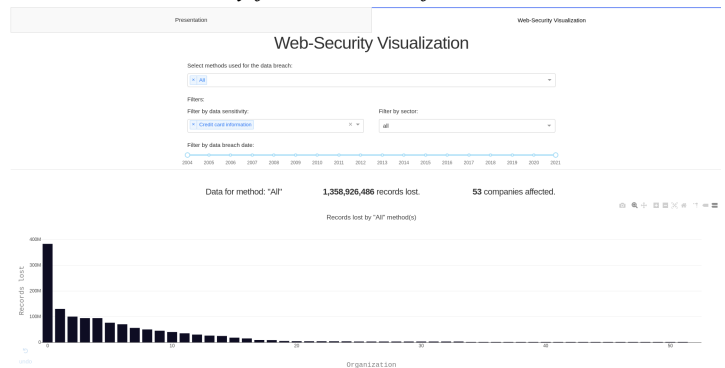 Presentation
Web-Security Visualization
Web-Security Visualization
Select methods used for the data breach:
× All
Filters:
Filter by data sensitivity:
Filter by sector:
× Credit card information
all
Filter by data breach date:
2004 2005 2006 2007 2008 2009 2010 2011 2012 2013 2014 2015 2016 2017 2018 2019 2020 2021
Data for method: "All"
1,358,926,486 records lost.
53 companies affected.
Records lost by "All" method(s)
400M
300M
200M
100M
0
Records lost
0 10 20 30 40 50
Organization